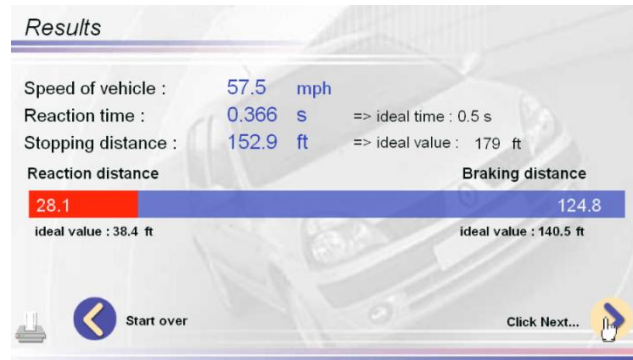 Results
Speed of vehicle : 57.5 mph
Reaction time : 0.366 s => ideal time : 0.5 s
Stopping distance : 152.9 ft => ideal value : 179 ft
Reaction distance Braking distance
28.1 124.8
ideal value : 38.4 ft ideal value : 140.5 ft
Start over Click Next...